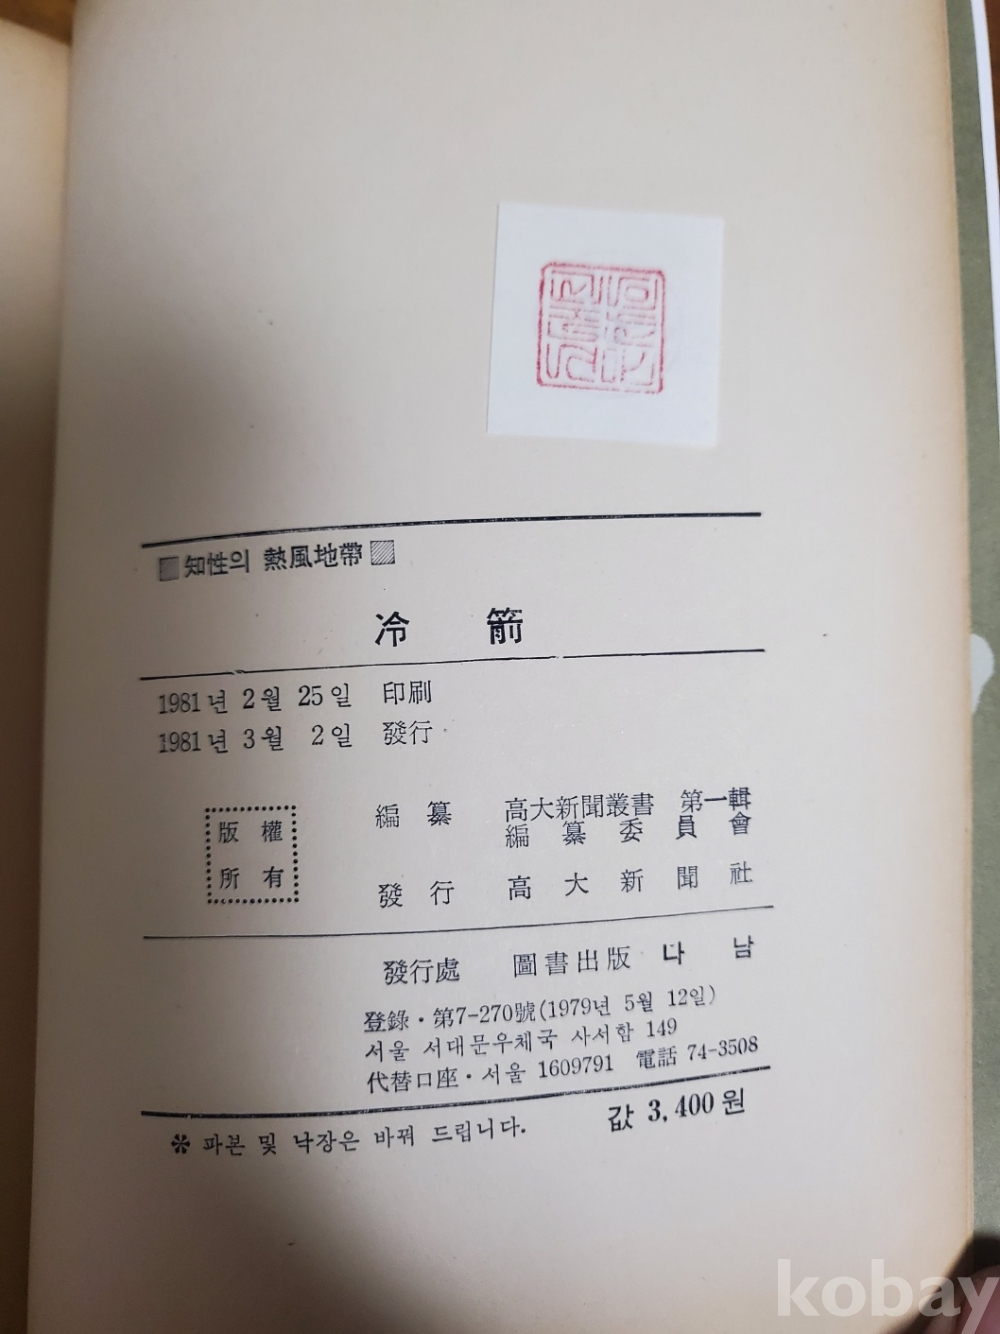 知性의 熱風地帶
冷 箭
1981년 2월 25일 印刷
1981년 3월 2일 發行
版權
所有
編纂 高大新聞叢書 第一輯
編纂委員會
發行 高大新聞社
發行處 圖書出版 나남
登錄·第7-270號(1979년 5월 12일)
서울 서대문우체국 사서함 149
代替口座·서울 1609791 電話 74-3508
✽ 파본 및 낙장은 바꿔 드립니다. 값 3,400원
kobay